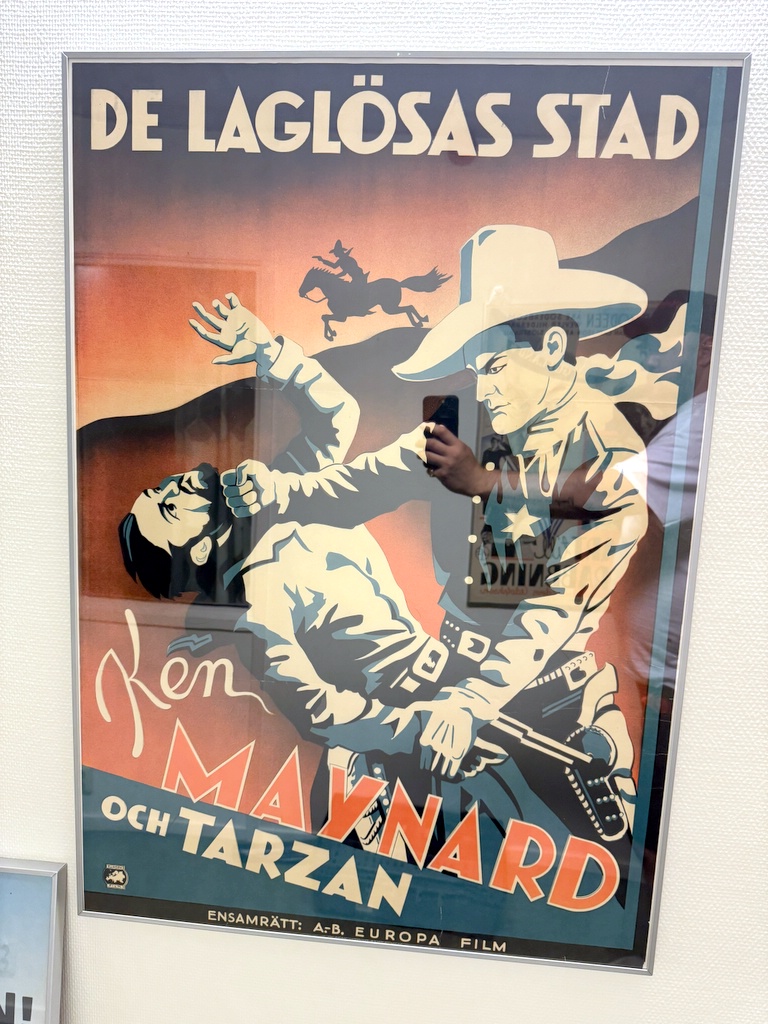 DE LAGLÖSAS STAD
Ken
MAYNARD
OCH TARZAN
ENSAMRÄTT: A.-B. EUROPA FILM
N!